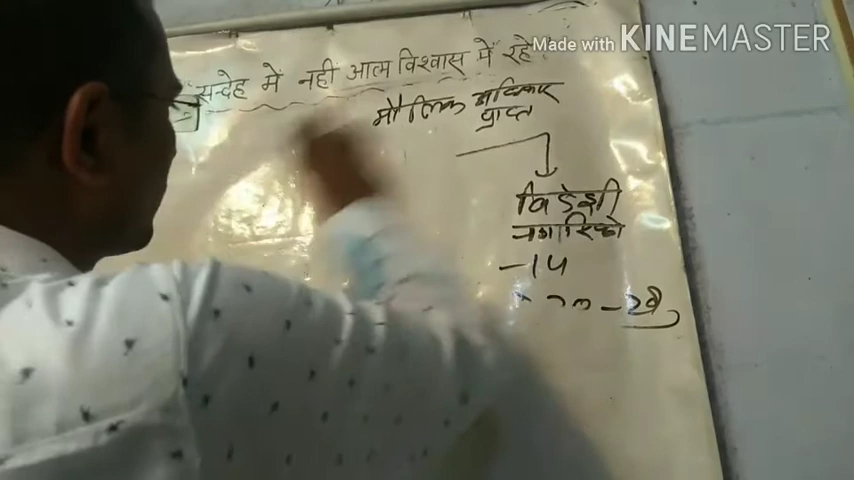 Made with KINEMASTER
सन्देह में नही आत्म विश्वास में रहे
मौलिक अधिकार
प्राप्त
विदेशी
नागरिको
-14